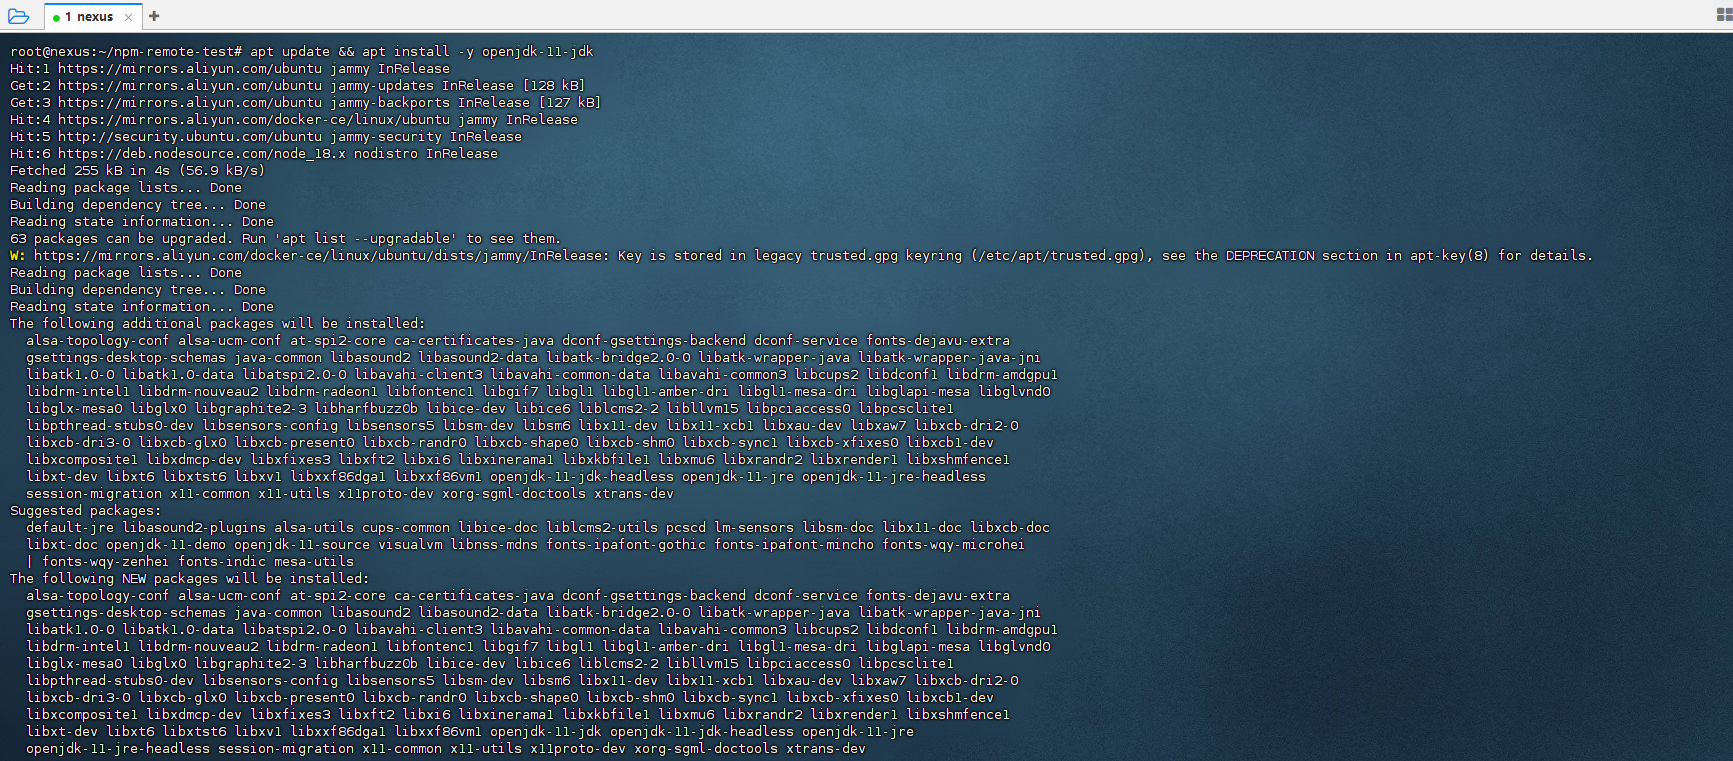 1 nexus
root@nexus:~/npm-remote-test# apt update && apt install -y openjdk-11-jdk
Hit:1 https://mirrors.aliyun.com/ubuntu jammy InRelease
Get:2 https://mirrors.aliyun.com/ubuntu jammy-updates InRelease [128 kB]
Get:3 https://mirrors.aliyun.com/ubuntu jammy-backports InRelease [127 kB]
Hit:4 https://mirrors.aliyun.com/docker-ce/linux/ubuntu jammy InRelease
Hit:5 http://security.ubuntu.com/ubuntu jammy-security InRelease
Hit:6 https://deb.nodesource.com/node_18.x nodistro InRelease
Fetched 255 kB in 4s (56.9 kB/s)
Reading package lists... Done
Building dependency tree... Done
Reading state information... Done
63 packages can be upgraded. Run 'apt list --upgradable' to see them.
W: https://mirrors.aliyun.com/docker-ce/linux/ubuntu/dists/jammy/InRelease: Key is stored in legacy trusted.gpg keyring (/etc/apt/trusted.gpg), see the DEPRECATION section in apt-key(8) for details.
Reading package lists... Done
Building dependency tree... Done
Reading state information... Done
The following additional packages will be installed:
  alsa-topology-conf alsa-ucm-conf at-spi2-core ca-certificates-java dconf-gsettings-backend dconf-service fonts-dejavu-extra
  gsettings-desktop-schemas java-common libasound2 libasound2-data libatk-bridge2.0-0 libatk-wrapper-java libatk-wrapper-java-jni
  libatk1.0-0 libatk1.0-data libatspi2.0-0 libavahi-client3 libavahi-common-data libavahi-common3 libcups2 libdconf1 libdrm-amdgpu1
  libdrm-intel1 libdrm-nouveau2 libdrm-radeon1 libfontenc1 libgif7 libgl1 libgl1-amber-dri libgl1-mesa-dri libglapi-mesa libglvnd0
  libglx-mesa0 libglx0 libgraphite2-3 libharfbuzz0b libice-dev libice6 liblcms2-2 libllvm15 libpciaccess0 libpcsclite1
  libpthread-stubs0-dev libsensors-config libsensors5 libsm-dev libsm6 libx11-dev libx11-xcb1 libxau-dev libxaw7 libxcb-dri2-0
  libxcb-dri3-0 libxcb-glx0 libxcb-present0 libxcb-randr0 libxcb-shape0 libxcb-shm0 libxcb-sync1 libxcb-xfixes0 libxcb1-dev
  libxcomposite1 libxdmcp-dev libxfixes3 libxft2 libxi6 libxinerama1 libxkbfile1 libxmu6 libxrandr2 libxrender1 libxshmfence1
  libxt-dev libxt6 libxtst6 libxv1 libxxf86dga1 libxxf86vm1 openjdk-11-jdk-headless openjdk-11-jre openjdk-11-jre-headless
  session-migration x11-common x11-utils x11proto-dev xorg-sgml-doctools xtrans-dev
Suggested packages:
  default-jre libasound2-plugins alsa-utils cups-common libice-doc liblcms2-utils pcscd lm-sensors libsm-doc libx11-doc libxcb-doc
  libxt-doc openjdk-11-demo openjdk-11-source visualvm libnss-mdns fonts-ipafont-gothic fonts-ipafont-mincho fonts-wqy-microhei
  | fonts-wqy-zenhei fonts-indic mesa-utils
The following NEW packages will be installed:
  alsa-topology-conf alsa-ucm-conf at-spi2-core ca-certificates-java dconf-gsettings-backend dconf-service fonts-dejavu-extra
  gsettings-desktop-schemas java-common libasound2 libasound2-data libatk-bridge2.0-0 libatk-wrapper-java libatk-wrapper-java-jni
  libatk1.0-0 libatk1.0-data libatspi2.0-0 libavahi-client3 libavahi-common-data libavahi-common3 libcups2 libdconf1 libdrm-amdgpu1
  libdrm-intel1 libdrm-nouveau2 libdrm-radeon1 libfontenc1 libgif7 libgl1 libgl1-amber-dri libgl1-mesa-dri libglapi-mesa libglvnd0
  libglx-mesa0 libglx0 libgraphite2-3 libharfbuzz0b libice-dev libice6 liblcms2-2 libllvm15 libpciaccess0 libpcsclite1
  libpthread-stubs0-dev libsensors-config libsensors5 libsm-dev libsm6 libx11-dev libx11-xcb1 libxau-dev libxaw7 libxcb-dri2-0
  libxcb-dri3-0 libxcb-glx0 libxcb-present0 libxcb-randr0 libxcb-shape0 libxcb-shm0 libxcb-sync1 libxcb-xfixes0 libxcb1-dev
  libxcomposite1 libxdmcp-dev libxfixes3 libxft2 libxi6 libxinerama1 libxkbfile1 libxmu6 libxrandr2 libxrender1 libxshmfence1
  libxt-dev libxt6 libxtst6 libxv1 libxxf86dga1 libxxf86vm1 openjdk-11-jdk openjdk-11-jdk-headless openjdk-11-jre
  openjdk-11-jre-headless session-migration x11-common x11-utils x11proto-dev xorg-sgml-doctools xtrans-dev